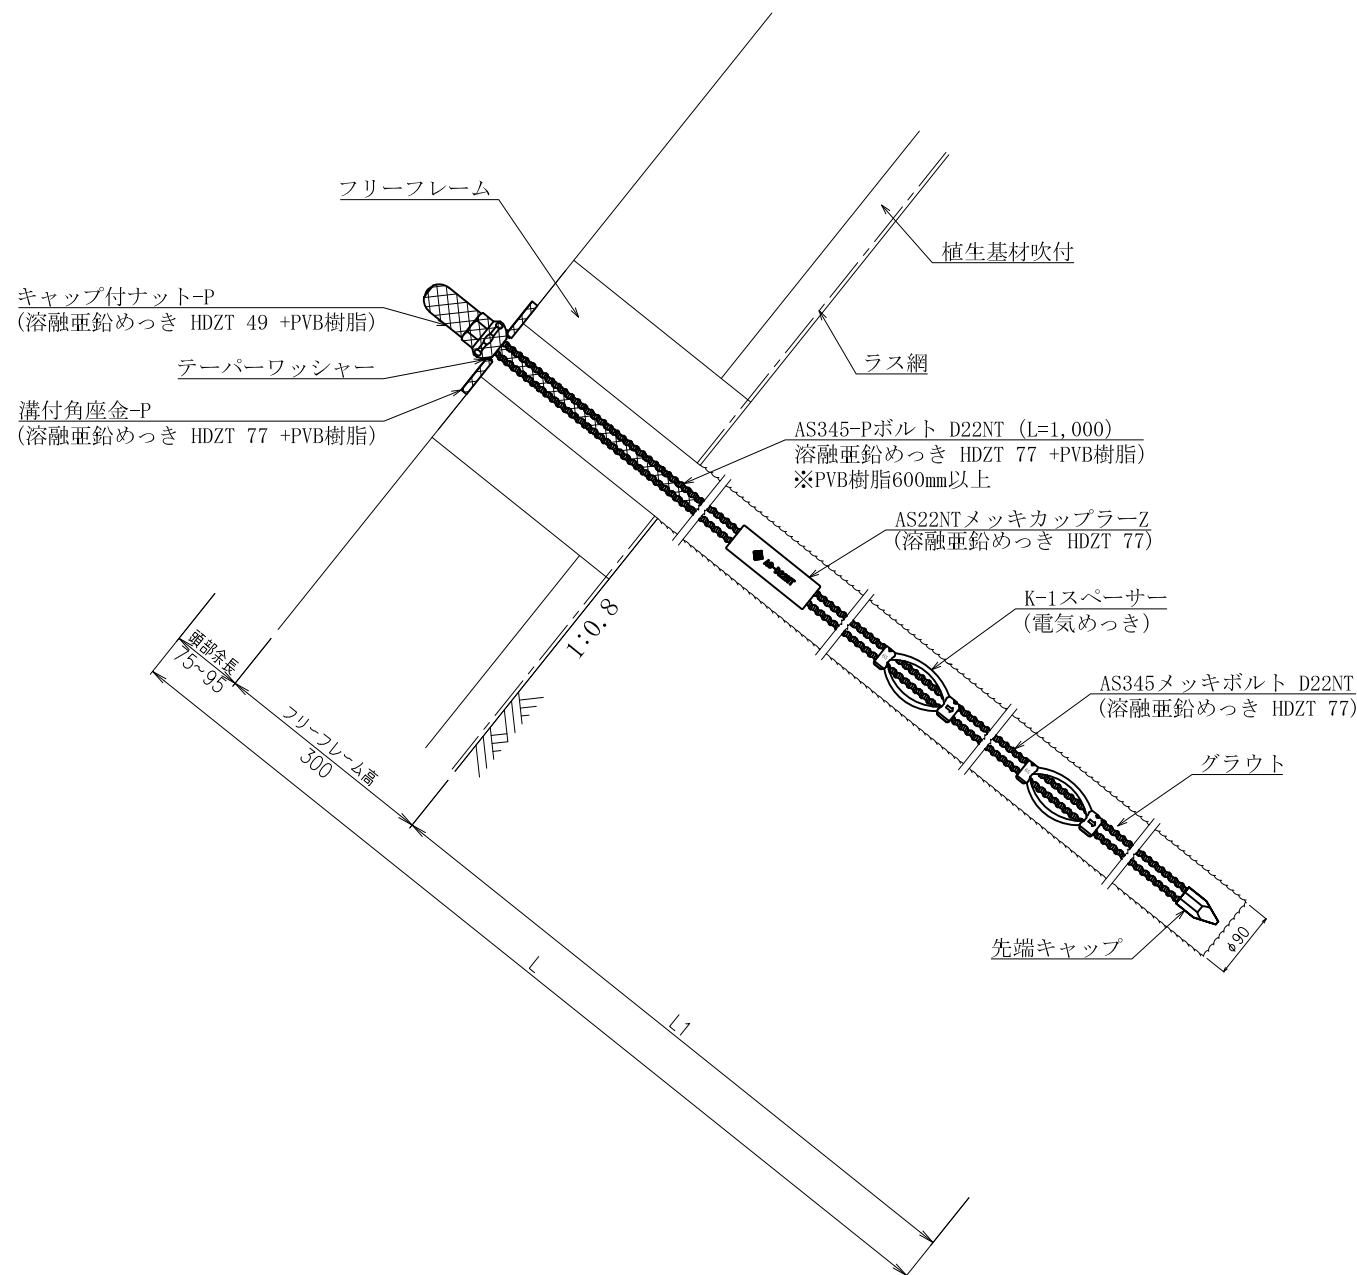 フリーフレーム
植生基材吹付
キャップ付ナット-P
(溶融亜鉛めっき HDZT 49 +PVB樹脂)
テーパーワッシャー
ラス網
溝付角座金-P
(溶融亜鉛めっき HDZT 77 +PVB樹脂)
AS345-Pボルト D22NT (L=1,000)
溶融亜鉛めっき HDZT 77 +PVB樹脂)
※PVB樹脂600mm以上
AS22NTメッキカップラーZ
(溶融亜鉛めっき HDZT 77)
K-1スペーサー
(電気めっき)
1:0.8
頭部余長
75~95
AS345メッキボルト D22NT
(溶融亜鉛めっき HDZT 77)
フリーフレーム高
300
グラウト
先端キャップ
φ90
L
L1